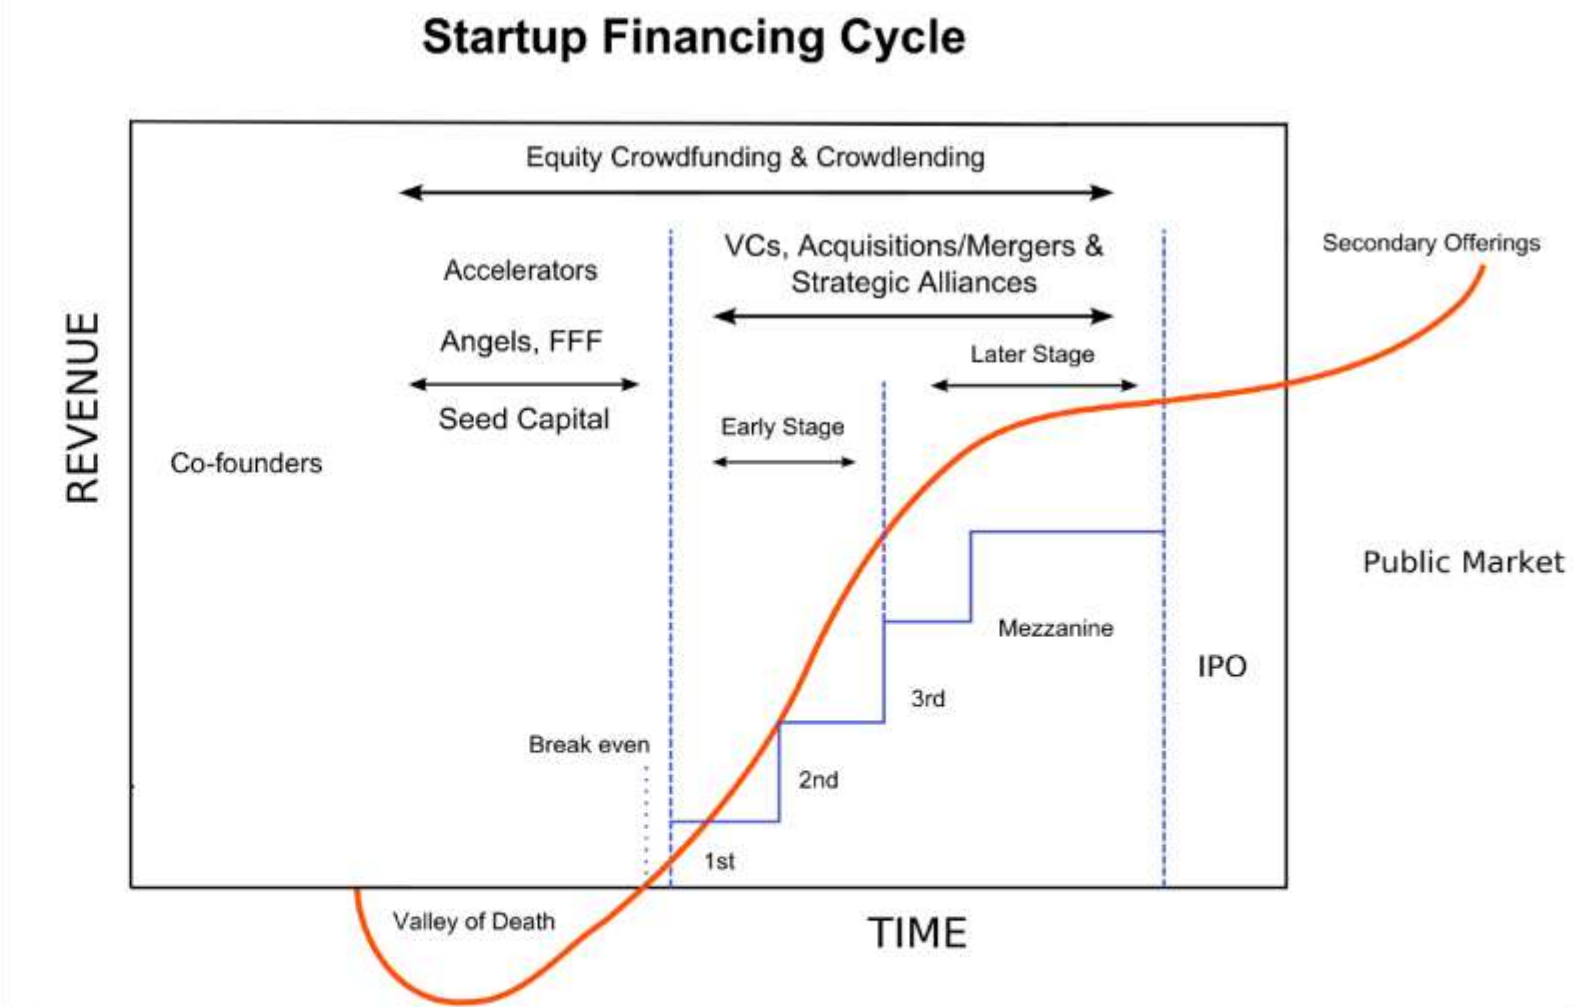 Startup Financing Cycle
Equity Crowdfunding & Crowdlending
VCs, Acquisitions/Mergers &
Strategic Alliances
Secondary Offerings
Accelerators
Angels, FFF
Later Stage
Seed Capital
Early Stage
REVENUE
Co-founders
Public Market
Mezzanine
IPO
3rd
Break even
2nd
1st
Valley of Death
TIME